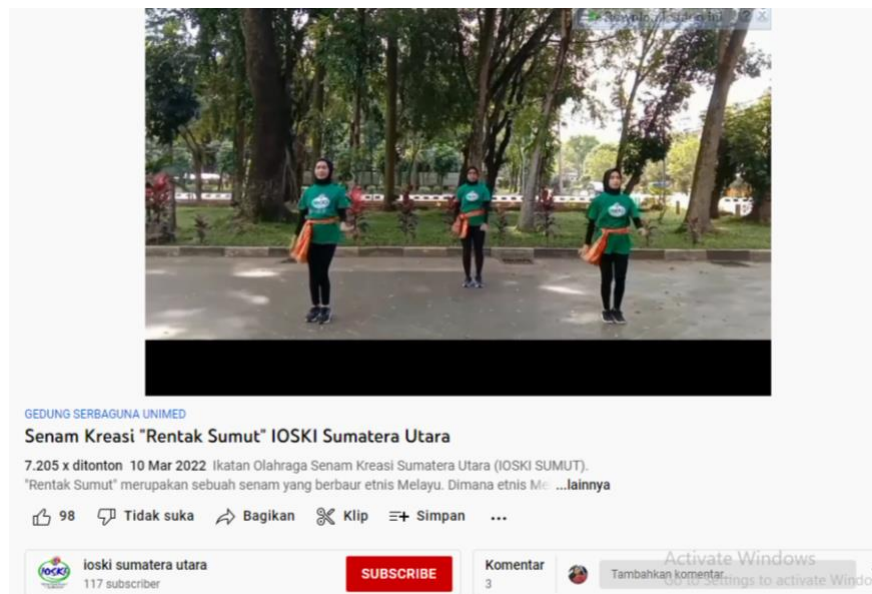 GEDUNG SERBAGUNA UNIMED
Senam Kreasi "Rentak Sumut" IOSKI Sumatera Utara
7.205 x ditonton 10 Mar 2022 Ikatan Olahraga Senam Kreasi Sumatera Utara (IOSKI SUMUT).
"Rentak Sumut" merupakan sebuah senam yang berbaur etnis Melayu. Dimana etnis Me ...lainnya
98 Tidak suka Bagikan Klip Simpan ...
IOSKI
ioski sumatera utara
117 subscriber
SUBSCRIBE
Komentar
3
Tambahkan komentar...
Activate Windows
Go to Settings to activate Windo